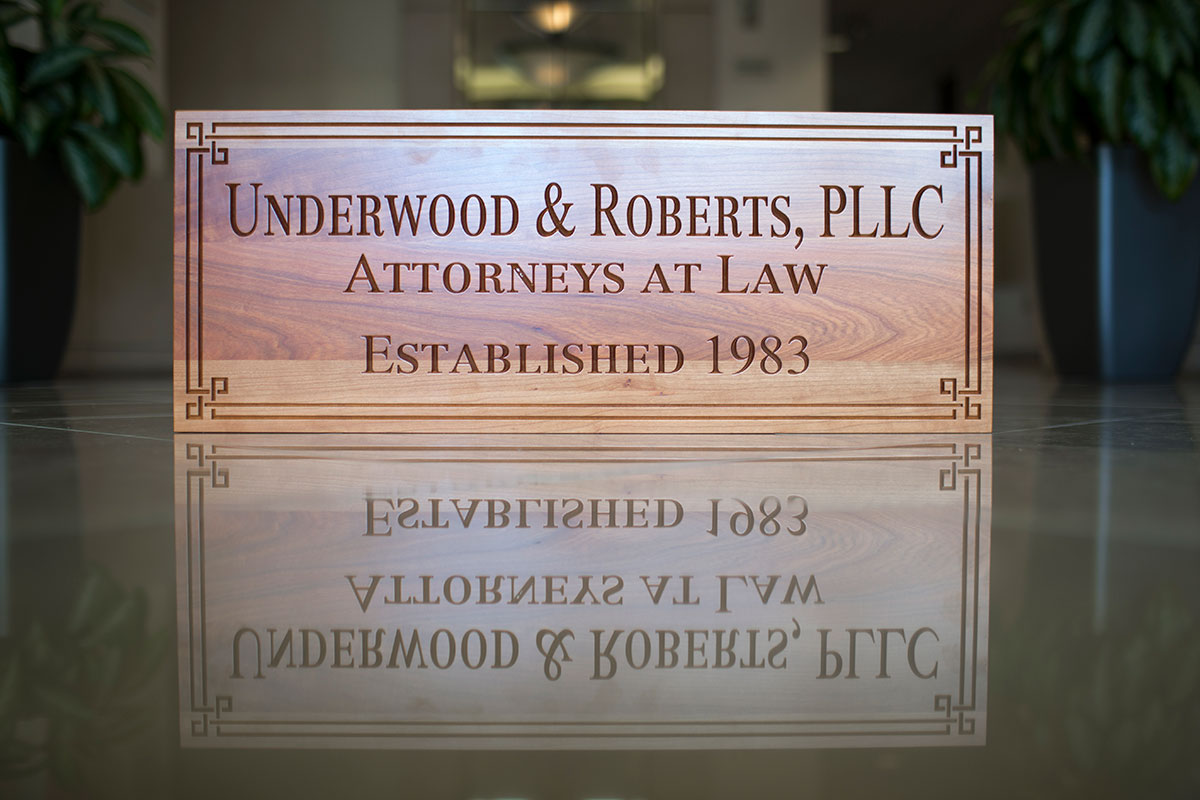 Underwood & Roberts, PLLC
Attorneys at Law
Established 1983